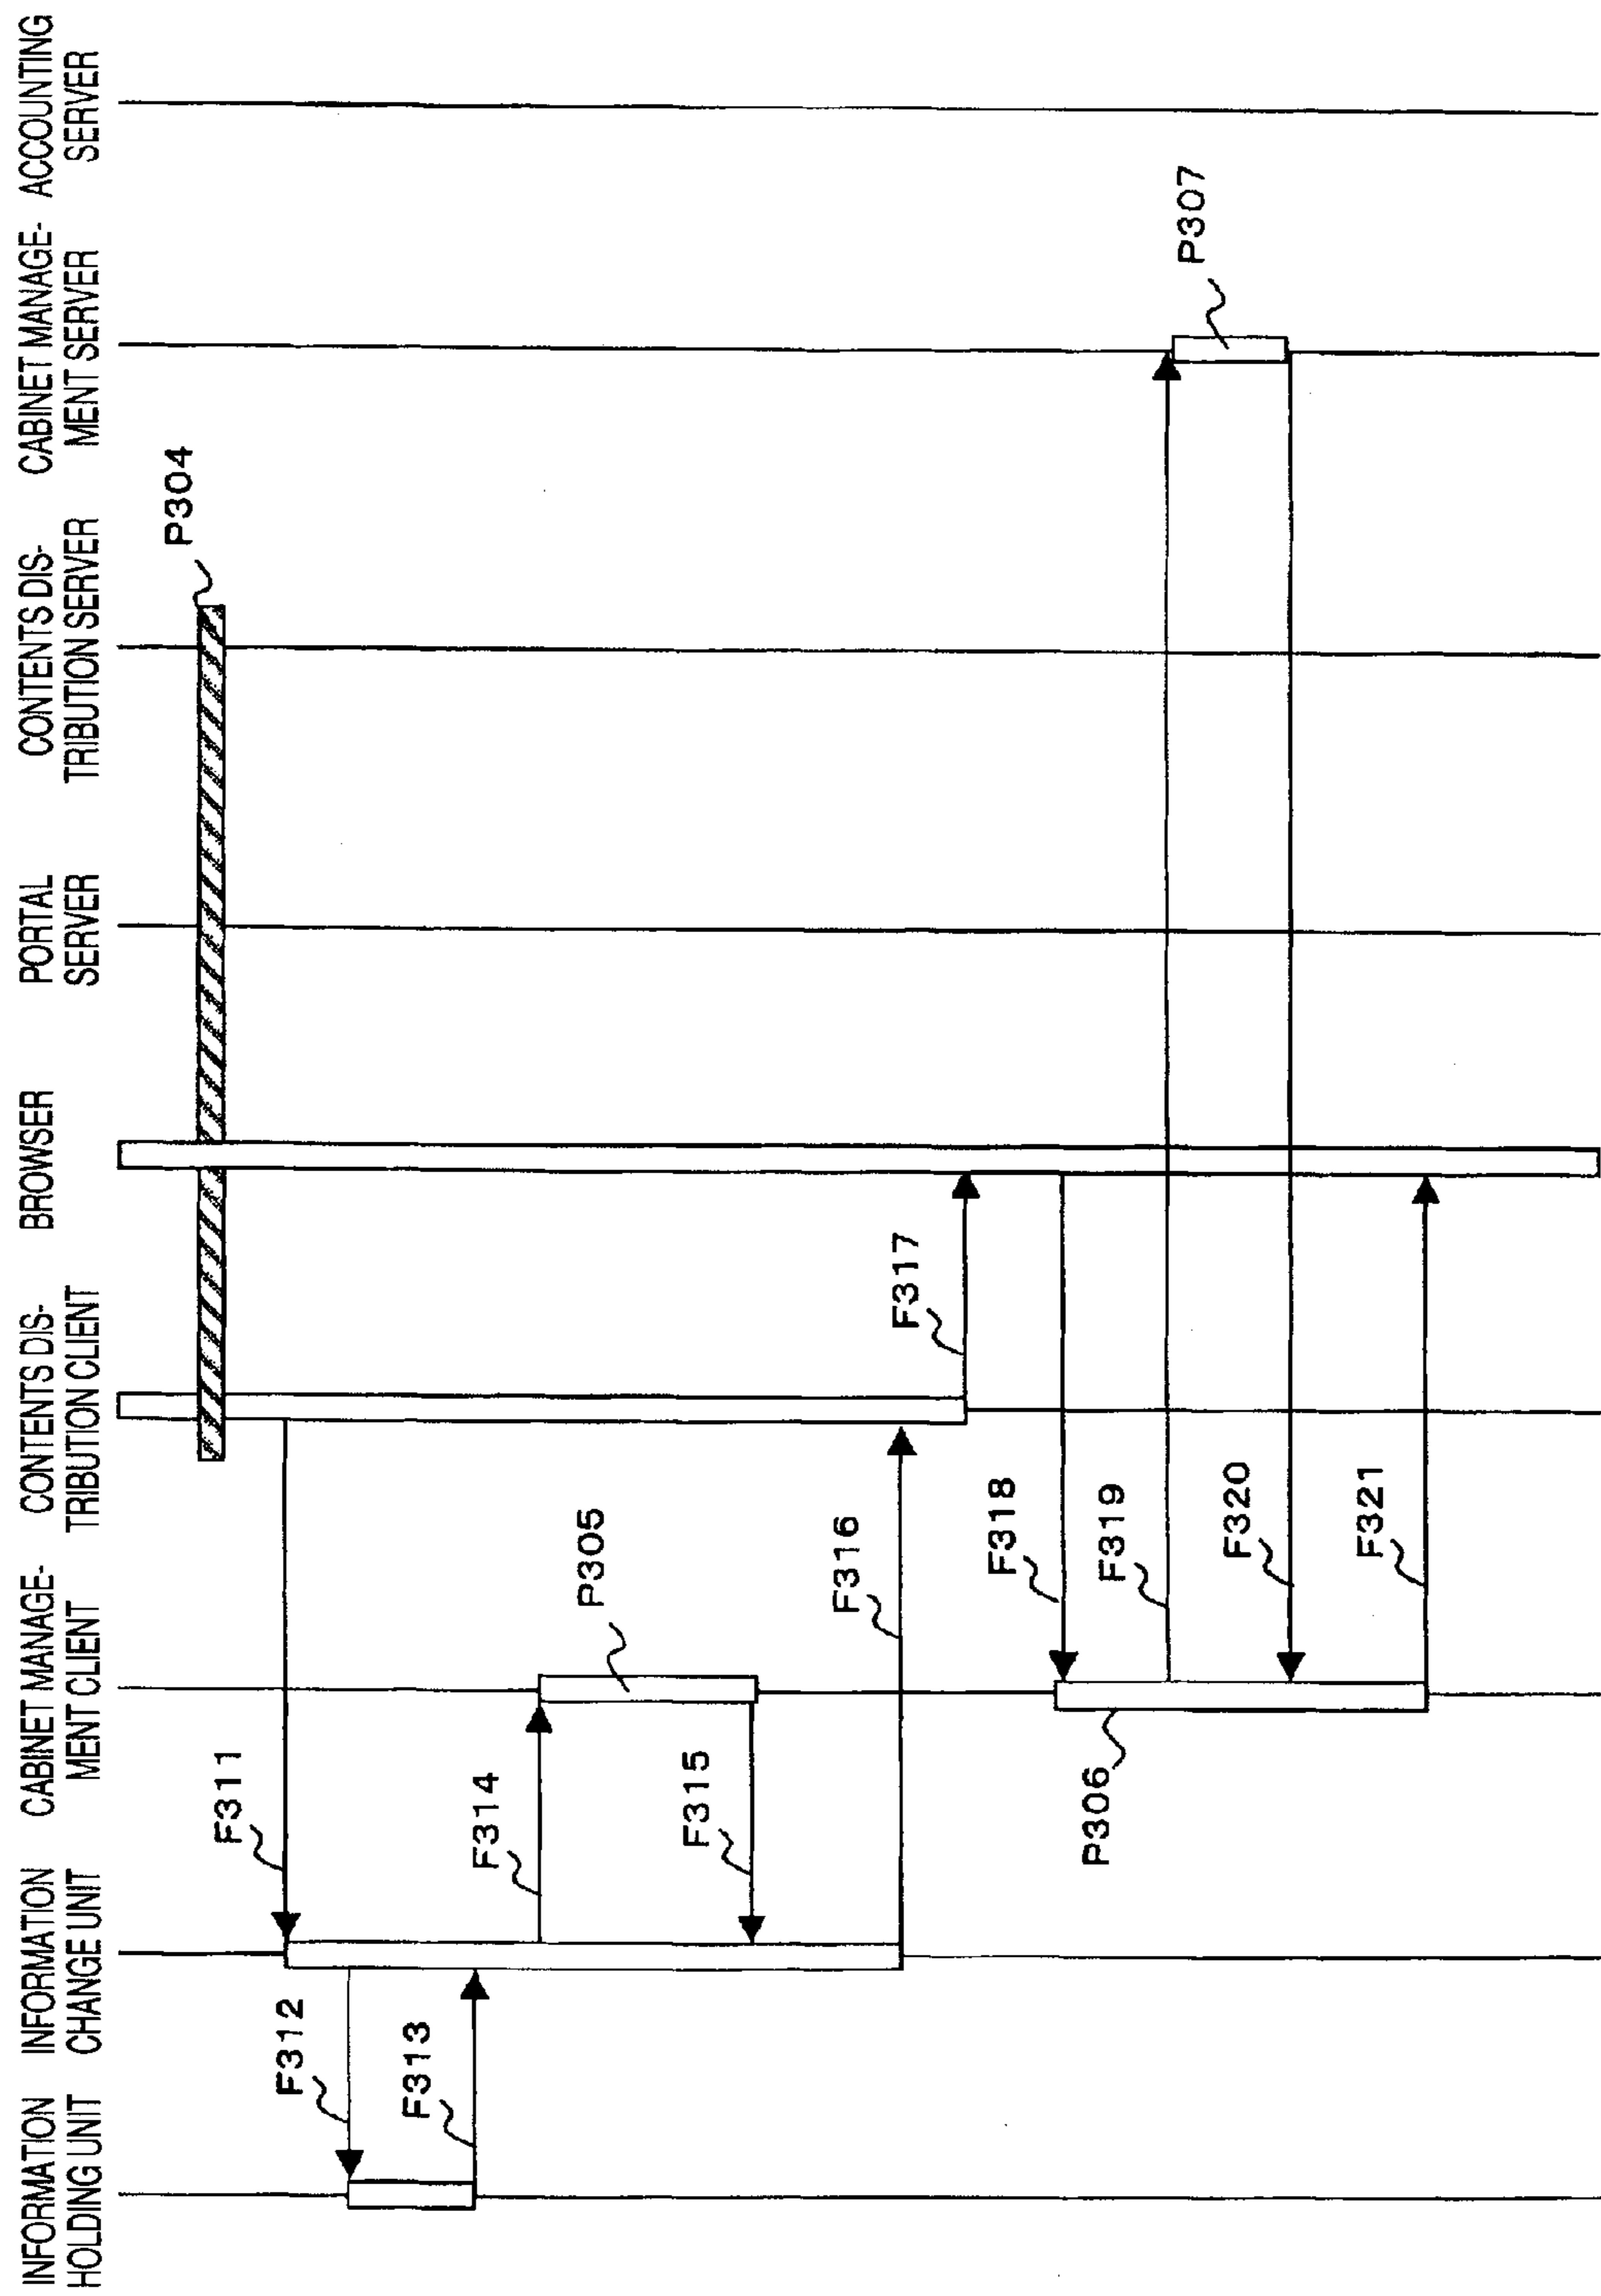 INFORMATION
HOLDING UNIT
INFORMATION
CHANGE UNIT
CABINET MANAGE-
MENT CLIENT
CONTENTS DIS-
TRIBUTION CLIENT
BROWSER
PORTAL
SERVER
CONTENTS DIS-
TRIBUTION SERVER
CABINET MANAGE-
MENT SERVER
ACCOUNTING
SERVER
P304
F311
F312
F313
F314
P305
F315
F316
F317
F318
P306
F319
P307
F320
F321